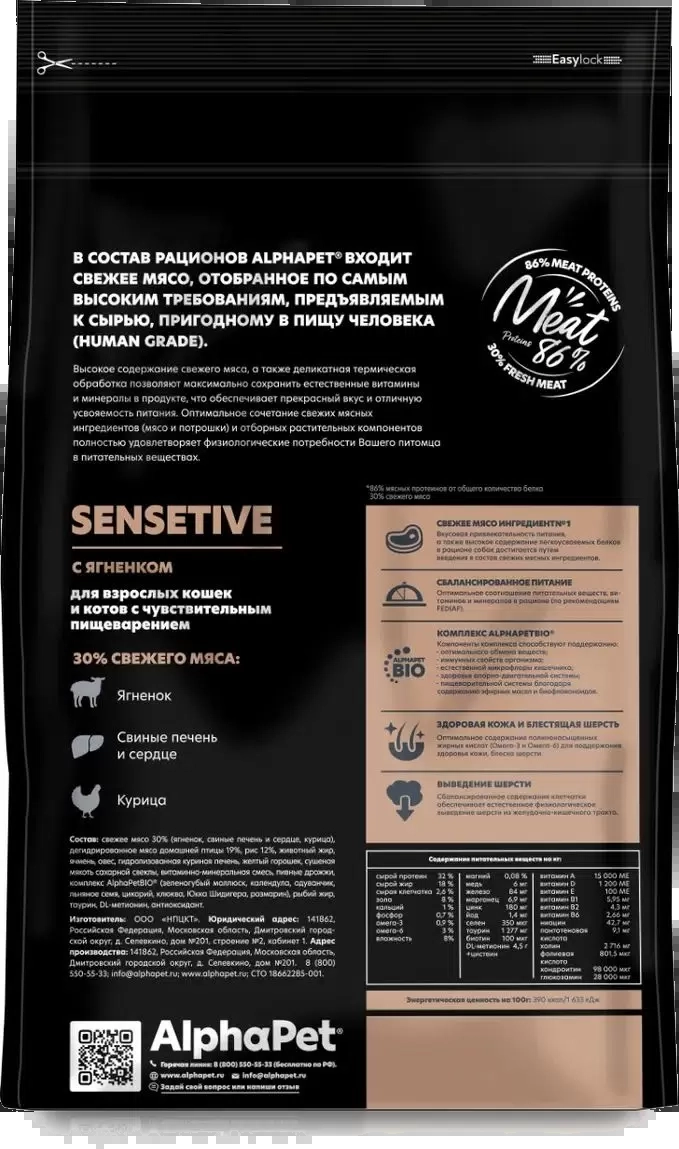 Easylock
В СОСТАВ РАЦИОНОВ ALPHAPET® ВХОДИТ
СВЕЖЕЕ МЯСО, ОТОБРАННОЕ ПО САМЫМ
ВЫСОКИМ ТРЕБОВАНИЯМ, ПРЕДЪЯВЛЯЕМЫМ
К СЫРЬЮ, ПРИГОДНОМУ В ПИЩУ ЧЕЛОВЕКА
(HUMAN GRADE).
86% MEAT PROTEINS
Meat
Proteins 86%
30% FRESH MEAT
Высокое содержание свежего мяса, а также деликатная термическая
обработка позволяют максимально сохранить естественные витамины
и минералы в продукте, что обеспечивает прекрасный вкус и отличную
усвояемость питания. Оптимальное сочетание свежих мясных
ингредиентов (мясо и потрошки) и отборных растительных компонентов
полностью удовлетворяет физиологические потребности Вашего питомца
в питательных веществах.
*86% мясных протеинов от общего количества белка
30% свежего мясо
SENSETIVE
С ЯГНЕНКОМ
для взрослых кошек
и котов с чувствительным
пищеварением
30% СВЕЖЕГО МЯСА:
Ягненок
Свиные печень
и сердце
Курица
СВЕЖЕЕ МЯСО ИНГРЕДИЕНТ№1
Вкусовая привлекательность питания,
а также высокое содержание легкоусвояемых белков
в рационе собак достигается путем
введения в состав свежих мясных ингредиентов.
СБАЛАНСИРОВАННОЕ ПИТАНИЕ
Оптимальное соотношение питательных веществ, ви-
таминов и минералов в рационе (по рекомендациям
FEDIAF)
ALPHAPET
BIO
КОМПЛЕКС ALPHAPETBIO®
Компоненты комплекса способствуют поддержанию:
- оптимального обмена веществ;
- иммунных свойств организма;
- естественной микрофлоры кишечника;
- здоровья опорно-двигательной системы;
- пищеварительной системы благодаря
содержанию эфирных масел и биофлавоноидов.
ЗДОРОВАЯ КОЖА И БЛЕСТЯЩАЯ ШЕРСТЬ
Оптимальное содержание полиненасыщенных
жирных кислот (Омега-3 и Омега-6) для поддержания
здоровья кожи, блеска шерсти.
ВЫВЕДЕНИЕ ШЕРСТИ
Сбалансированное содержание клетчатки
обеспечивает естественное физиологическое
выведение шерсти из желудочно-кишечного тракта.
Состав: свежее мясо 30% (ягненок, свиные печень и сердце, курица),
дегидрированное мясо домашней птицы 19%, рис 12%, животный жир,
ячмень, овес, гидролизованная куриная печень, желтый горошек, сушеная
мякоть сахарной свеклы, витаминно-минеральная смесь, пивные дрожжи,
комплекс AlphaPetBIO® (зеленогубый моллюск, календула, одуванчик,
льняное семя, цикорий, клюква, Юкка Шидигера, розмарин), рыбий жир,
таурин, DL-метионин, антиоксидант.
Изготовитель: ООО «НПЦКТ». Юридический адрес: 141862,
Российская Федерация, Московская область, Дмитровский город-
ской округ, д. Селевкино, дом №201, строение №2, кабинет 1. Адрес
производства: 141862, Российская Федерация, Московская область,
Дмитровский городской округ, д. Селевкино, дом №201. 8 (800)
550-55-33; info@alphapet.ru; www.alphapet.ru; СТО 18662285-001.
Содержание питательных веществ на кг:
сырой протеин 32 %
сырой жир 18 %
сырая клетчатка 2,6 %
зола 8 %
кальций 1 %
фосфор 0,7 %
омега-3 0,9 %
омега-6 3 %
влажность 8%
магний 0,08 %
медь 6 мг
железо 84 мг
марганец 6,9 мг
цинк 180 мг
йод 1,4 мг
селен 350 мкг
таурин 1 277 мг
биотин 100 мкг
DL-метионин 4,5 г
+цистеин
витамин A 15 000 МЕ
витамин D 1 200 МЕ
витамин E 100 МЕ
витамин B1 5,95 мг
витамин B2 4,3 мг
витамин B6 2,66 мг
ниацин 42,7 мг
пантотеновая 9,1 мг
кислота
холин 2 716 мг
фолиевая 801,5 мкг
кислота
хондроитин 98 000 мкг
глюкозамин 28 000 мкг
Энергетическая ценность на 100г: 390 ккал/1 633 кДж
AlphaPet®
Горячая линия: 8 (800) 550-55-33 (бесплатно по РФ).
www.alphapet.ru info@alphapet.ru
Задай свой вопрос или напиши отзыв